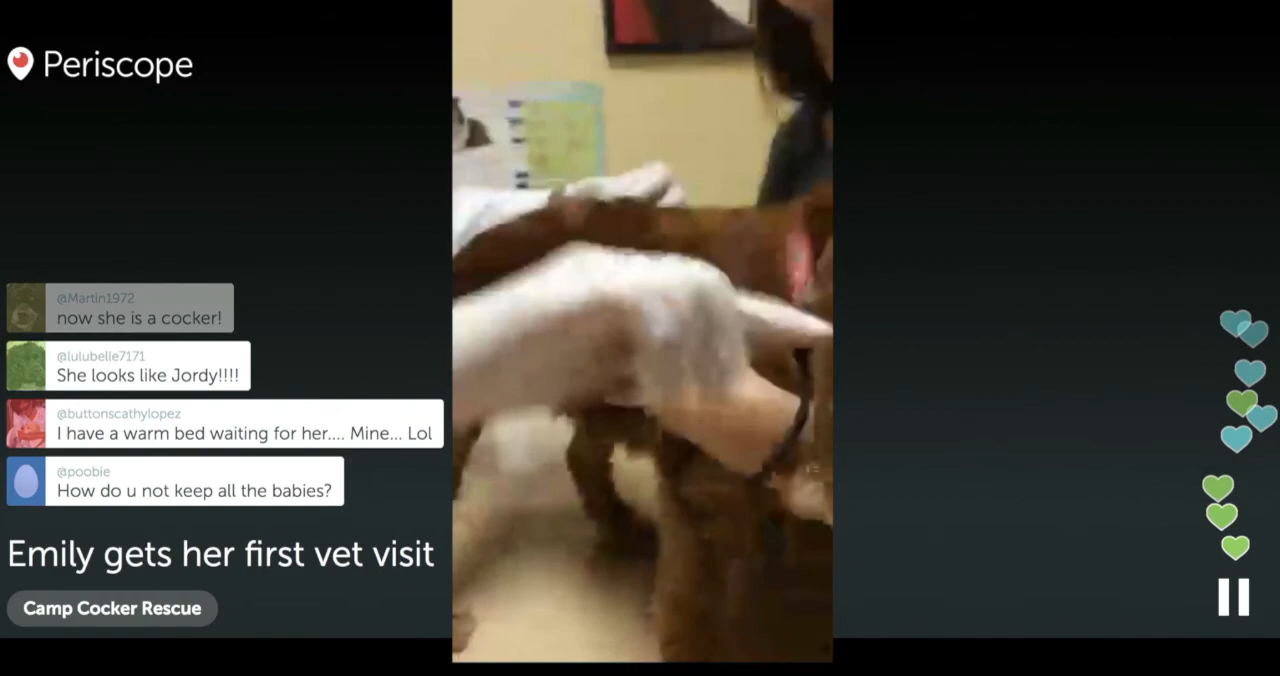 Periscope
@Martin1972
now she is a cocker!
@lulubelle7171
She looks like Jordy!!!!
@buttonscathylopez
I have a warm bed waiting for her.... Mine... Lol
@poobie
How do u not keep all the babies?
Emily gets her first vet visit
Camp Cocker Rescue